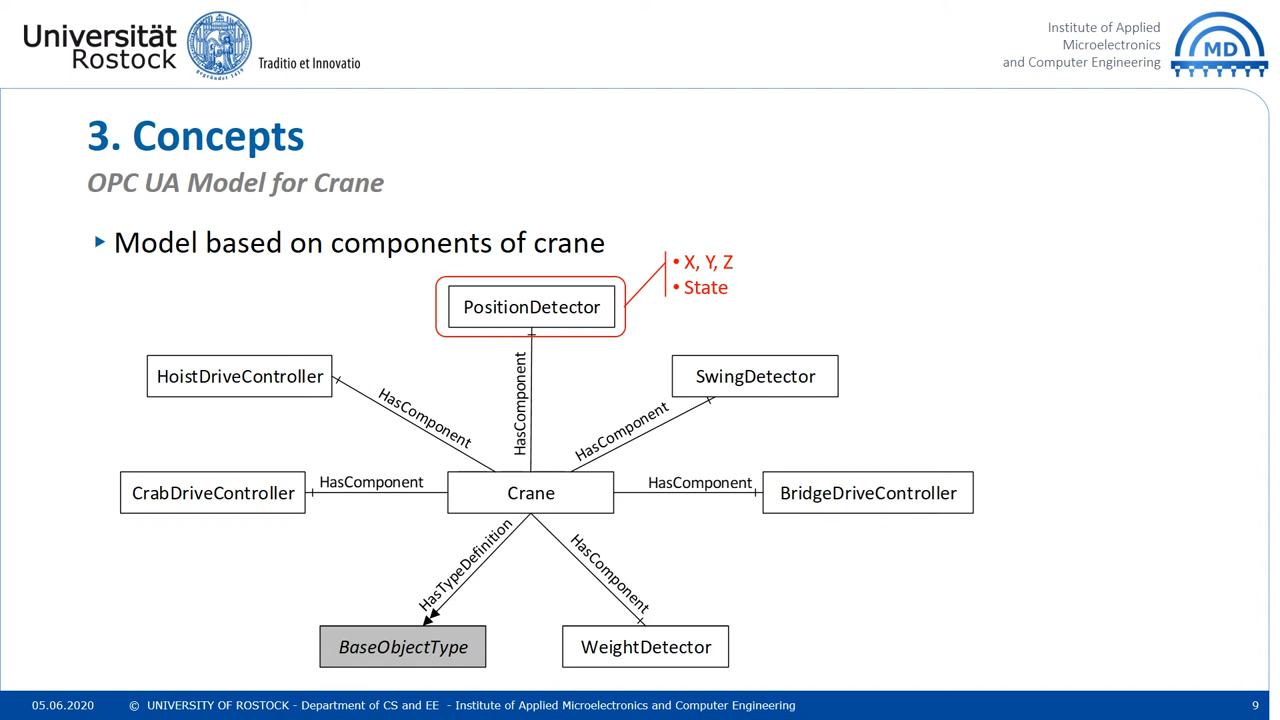 Universität
Rostock
Traditio et Innovatio
Institute of Applied
Microelectronics
and Computer Engineering
MD
3. Concepts
OPC UA Model for Crane
Model based on components of crane
• X, Y, Z
• State
PositionDetector
HoistDriveController
SwingDetector
HasComponent
HasComponent
HasComponent
CrabDriveController
HasComponent
Crane
HasComponent
BridgeDriveController
HasTypeDefinition
HasComponent
BaseObjectType
WeightDetector
05.06.2020
© UNIVERSITY OF ROSTOCK - Department of CS and EE - Institute of Applied Microelectronics and Computer Engineering
9